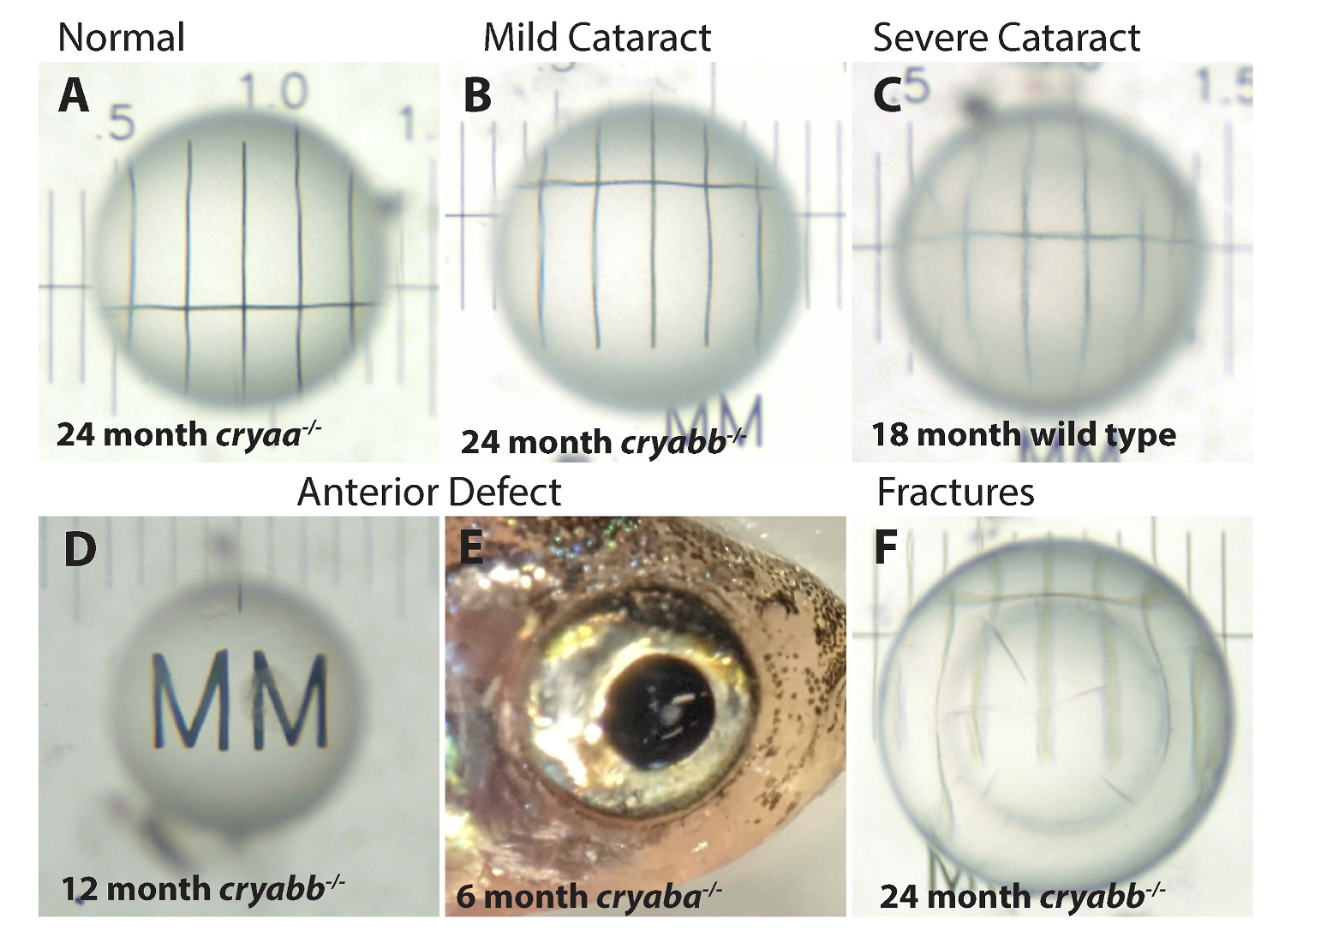 Normal
Mild Cataract
Severe Cataract
A
1.0
.5
1.
24 month cryaa-/-
B
MM
24 month cryabb-/-
C
.5
1.5
18 month wild type
MM
Anterior Defect
Fractures
D
MM
12 month cryabb-/-
E
6 month cryaba-/-
F
24 month cryabb-/-